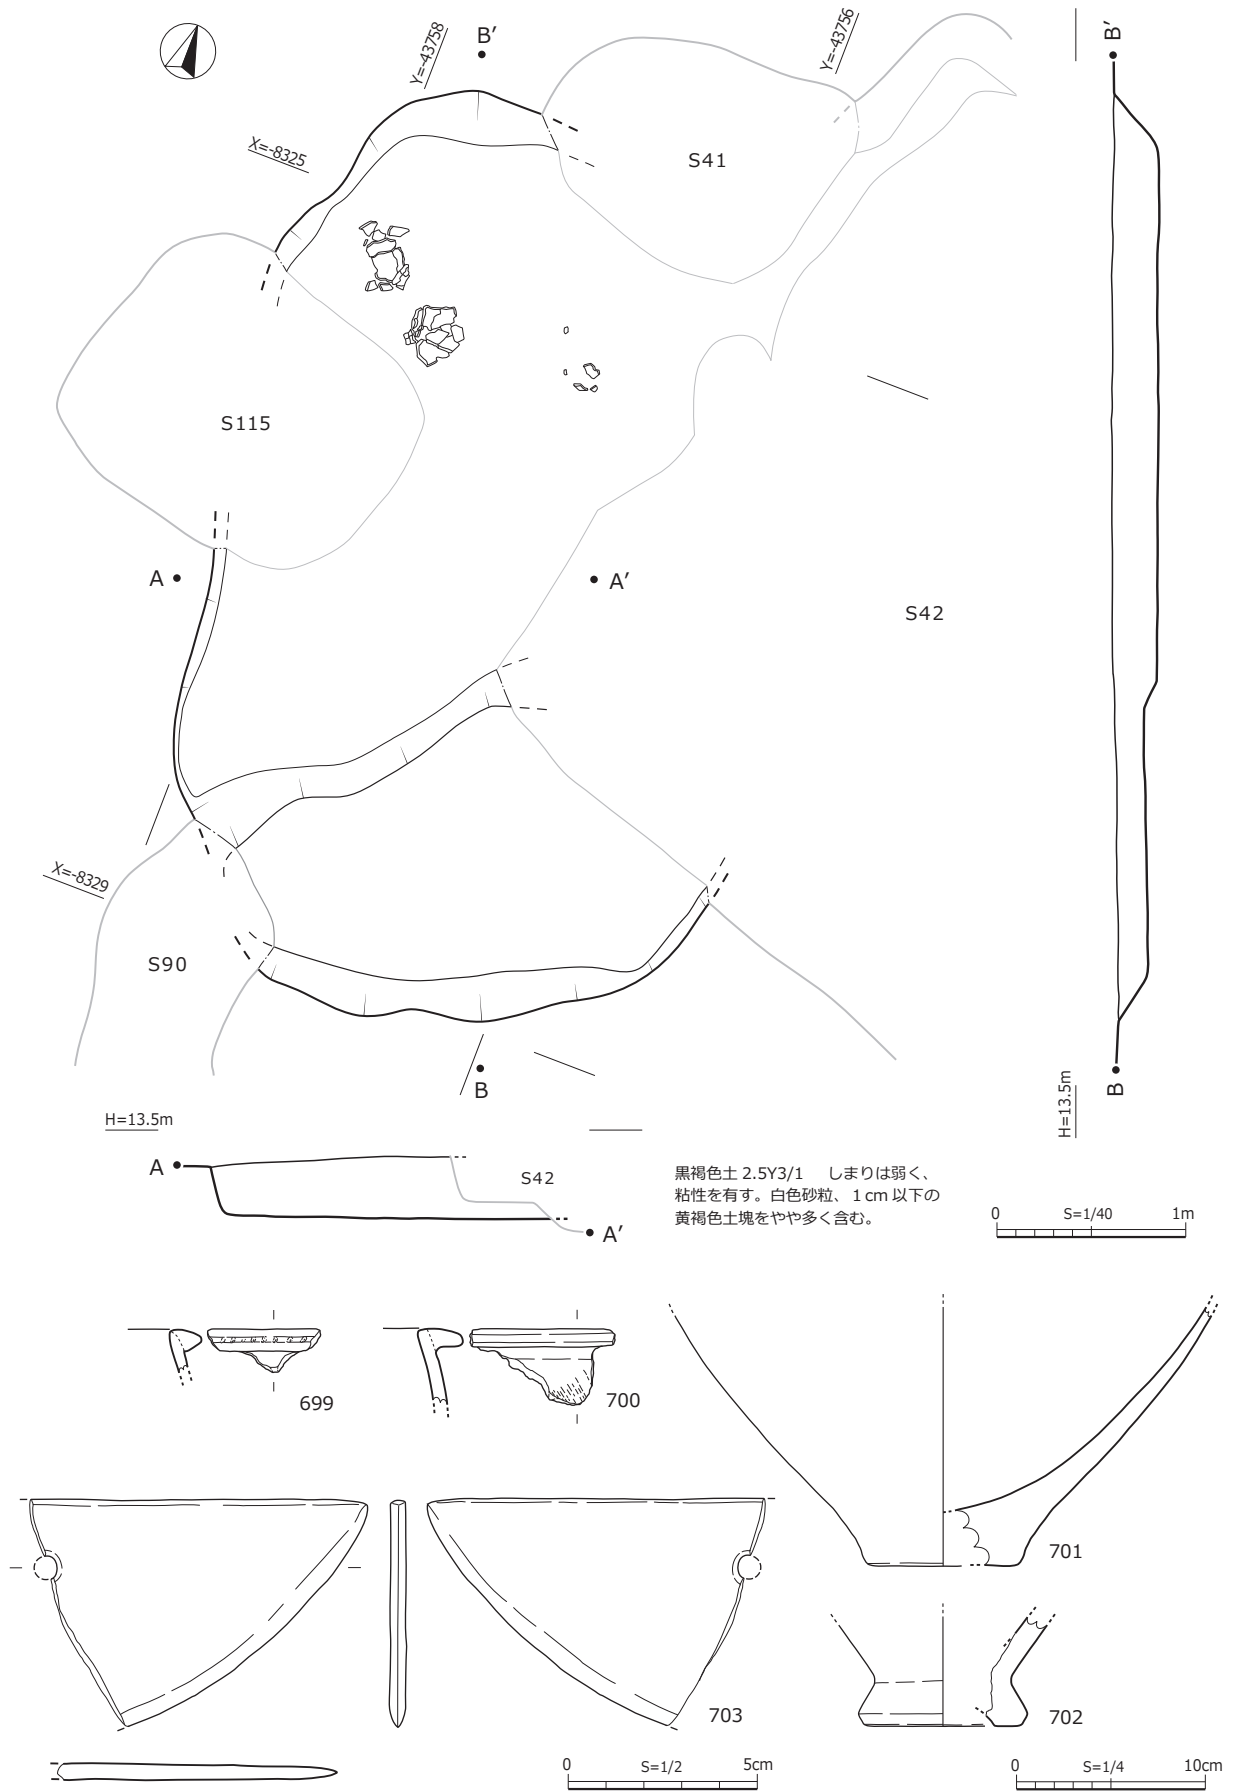 B′
Y=-43758
Y=-43756
B′
X=-8325
S41
S115
A
A′
S42
X=-8329
S90
B
B
H=13.5m
H=13.5m
A
S42
A′
黒褐色土 2.5Y3/1　しまりは弱く、
粘性を有す。白色砂粒、1 cm 以下の
黄褐色土塊をやや多く含む。
0 S=1/40 1m
699
700
701
703
702
0 S=1/2 5cm
0 S=1/4 10cm